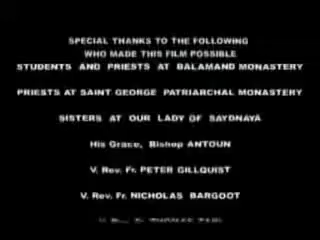 SPECIAL THANKS TO THE FOLLOWING
WHO MADE THIS FILM POSSIBLE
STUDENTS AND PRIESTS AT BALAMAND MONASTERY
PRIESTS AT SAINT GEORGE PATRIARCHAL MONASTERY
SISTERS AT OUR LADY OF SAYDNAYA
His Grace, Bishop ANTOUN
V. Rev. Fr. PETER GILLQUIST
V. Rev. Fr. NICHOLAS BARGOOT